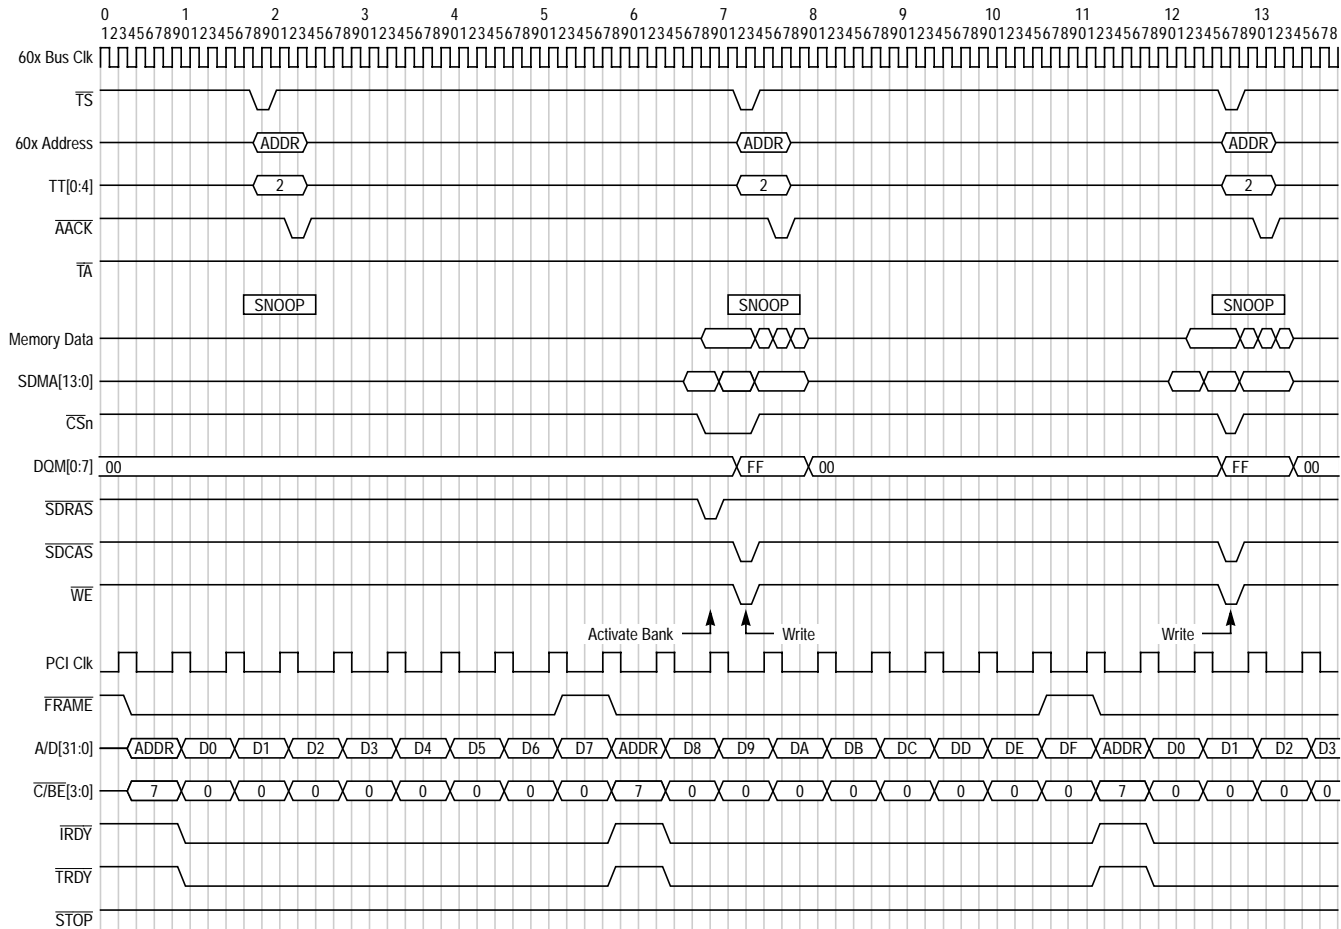 0 1 2 3 4 5 6 7 8 9 10 11 12 13
123456789012345678901234567890123456789012345678901234567890123456789012345678901234567890123456789012345678901234567890123456789012345678
60x Bus Clk
TS
60x Address ADDR ADDR ADDR
TT[0:4] 2 2 2
AACK
TA
SNOOP SNOOP SNOOP
Memory Data
SDMA[13:0]
CSn
DQM[0:7] 00 FF 00 FF 00
SDRAS
SDCAS
WE
Activate Bank Write Write
PCI Clk
FRAME
A/D[31:0] ADDR D0 D1 D2 D3 D4 D5 D6 D7 ADDR D8 D9 DA DB DC DD DE DF ADDR D0 D1 D2 D3
C/BE[3:0] 7 0 0 0 0 0 0 0 0 7 0 0 0 0 0 0 0 0 7 0 0 0 0
IRDY
TRDY
STOP